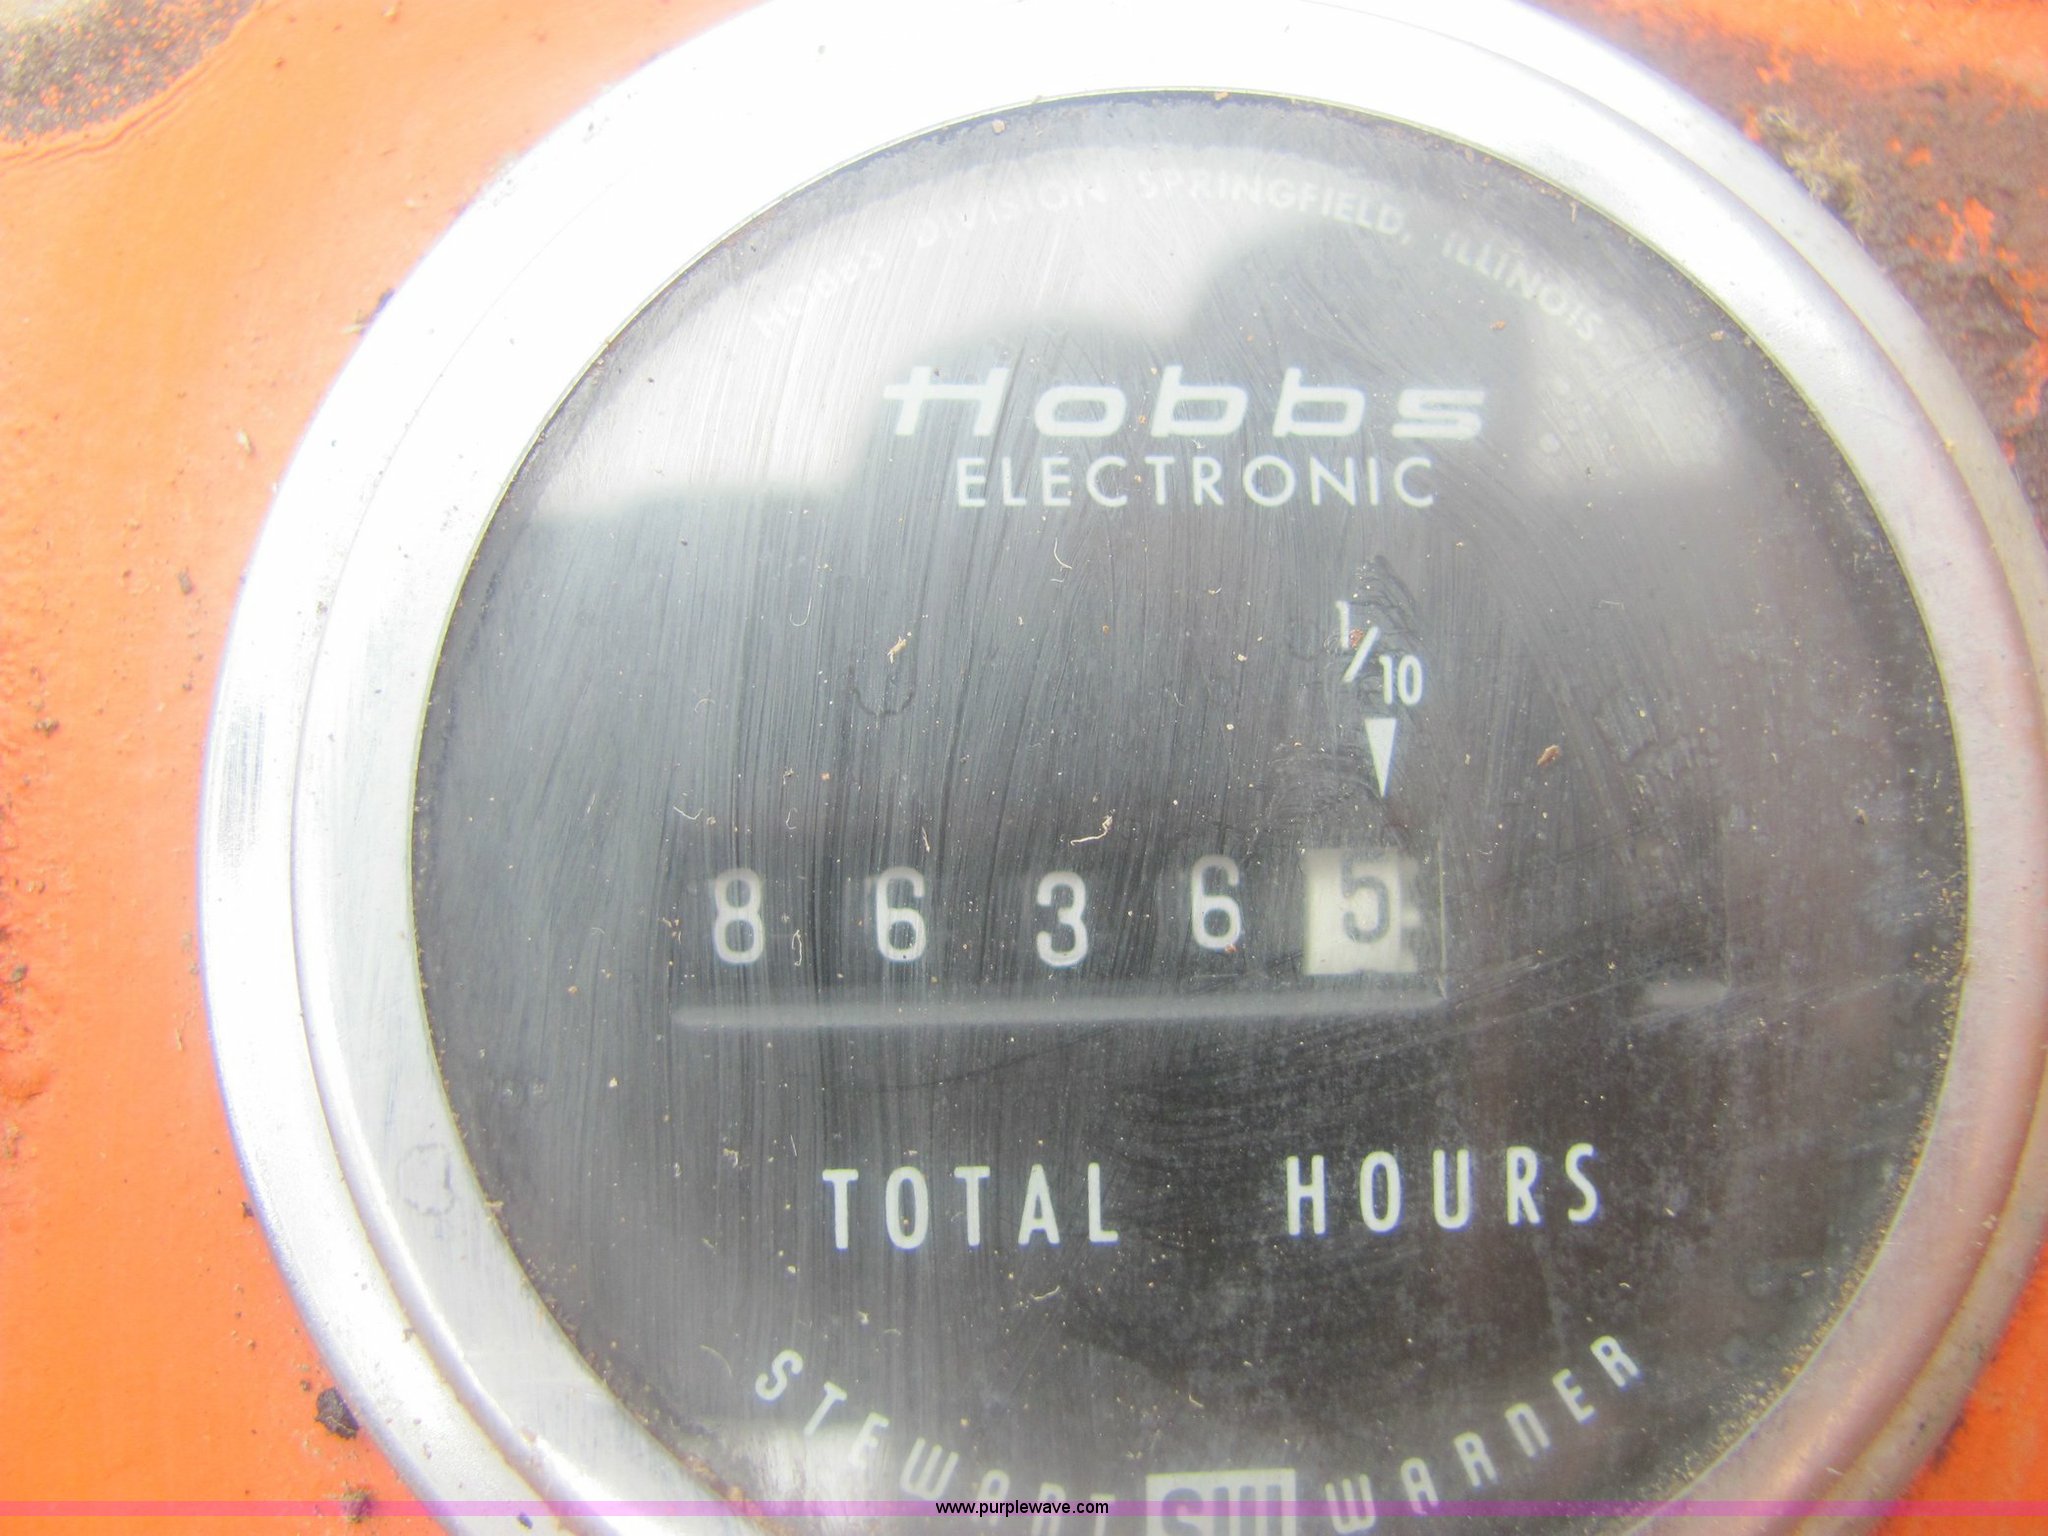 HOBBS DIVISION SPRINGFIELD, ILLINOIS
Hobbs
ELECTRONIC
1/10
8 6 3 6 5
TOTAL HOURS
STEWART SW WARNER
www.purplewave.com